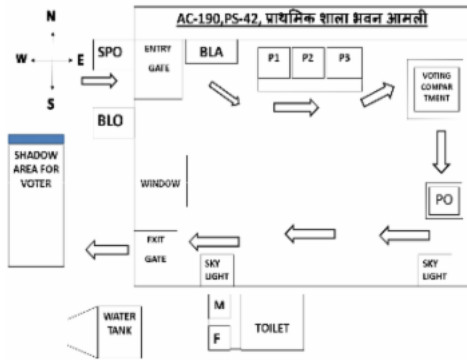 AC-190,PS-42, प्राथमिक शाला भवन आमली
N
W
E
S
SPO
ENTRY
GATE
BLA
P1
P2
P3
VOTING
COMPAR
TMENT
BLO
SHADOW
AREA FOR
VOTER
WINDOW
PO
EXIT
GATE
SKY
LIGHT
SKY
LIGHT
WATER
TANK
M
F
TOILET